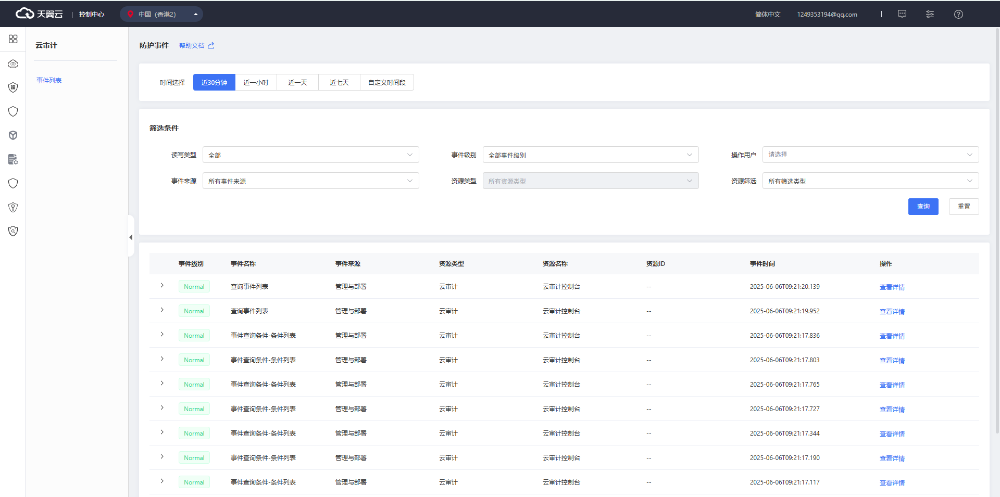 天翼云 | 控制中心 中国（香港2） 简体中文 1249353194@qq.com
云审计
事件列表
防护事件 帮助文档
时间选择 近30分钟 近一小时 近一天 近七天 自定义时间段
筛选条件
读写类型 全部 事件级别 全部事件级别 操作用户 请选择
事件来源 所有事件来源 资源类型 所有资源类型 资源筛选 所有筛选类型
查询 重置
事件级别 事件名称 事件来源 资源类型 资源名称 资源ID 事件时间 操作
Normal 查询事件列表 管理与部署 云审计 云审计控制台 -- 2025-06-06T09:21:20.139 查看详情
Normal 查询事件列表 管理与部署 云审计 云审计控制台 -- 2025-06-06T09:21:19.952 查看详情
Normal 事件查询条件-条件列表 管理与部署 云审计 云审计控制台 -- 2025-06-06T09:21:17.836 查看详情
Normal 事件查询条件-条件列表 管理与部署 云审计 云审计控制台 -- 2025-06-06T09:21:17.803 查看详情
Normal 事件查询条件-条件列表 管理与部署 云审计 云审计控制台 -- 2025-06-06T09:21:17.765 查看详情
Normal 事件查询条件-条件列表 管理与部署 云审计 云审计控制台 -- 2025-06-06T09:21:17.727 查看详情
Normal 事件查询条件-条件列表 管理与部署 云审计 云审计控制台 -- 2025-06-06T09:21:17.344 查看详情
Normal 事件查询条件-条件列表 管理与部署 云审计 云审计控制台 -- 2025-06-06T09:21:17.190 查看详情
Normal 事件查询条件-条件列表 管理与部署 云审计 云审计控制台 -- 2025-06-06T09:21:17.117 查看详情